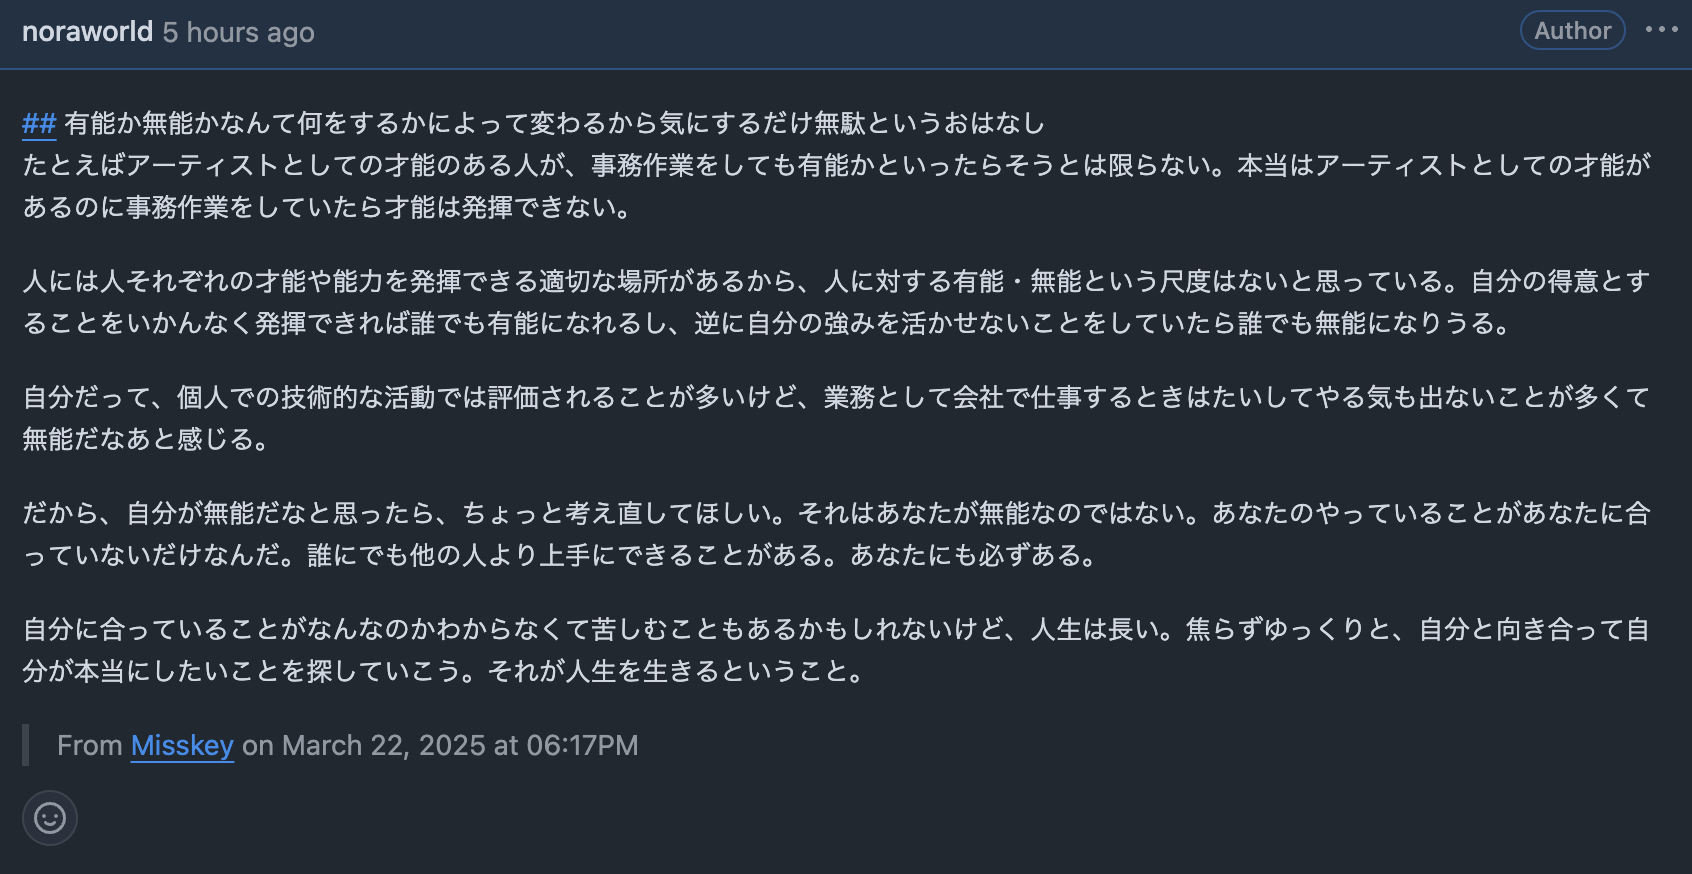 noraworld 5 hours ago Author
## 有能か無能かなんて何をするかによって変わるから気にするだけ無駄というおはなし
たとえばアーティストとしての才能のある人が、事務作業をしても有能かといったらそうとは限らない。本当はアーティストとしての才能が
あるのに事務作業をしていたら才能は発揮できない。
人には人それぞれの才能や能力を発揮できる適切な場所があるから、人に対する有能・無能という尺度はないと思っている。自分の得意とす
ることをいかんなく発揮できれば誰でも有能になれるし、逆に自分の強みを活かせないことをしていたら誰でも無能になりうる。
自分だって、個人での技術的な活動では評価されることが多いけど、業務として会社で仕事するときはたいしてやる気も出ないことが多くて
無能だなあと感じる。
だから、自分が無能だなと思ったら、ちょっと考え直してほしい。それはあなたが無能なのではない。あなたのやっていることがあなたに合
っていないだけなんだ。誰にでも他の人より上手にできることがある。あなたにも必ずある。
自分に合っていることがなんなのかわからなくて苦しむこともあるかもしれないけど、人生は長い。焦らずゆっくりと、自分と向き合って自
分が本当にしたいことを探していこう。それが人生を生きるということ。
From Misskey on March 22, 2025 at 06:17PM